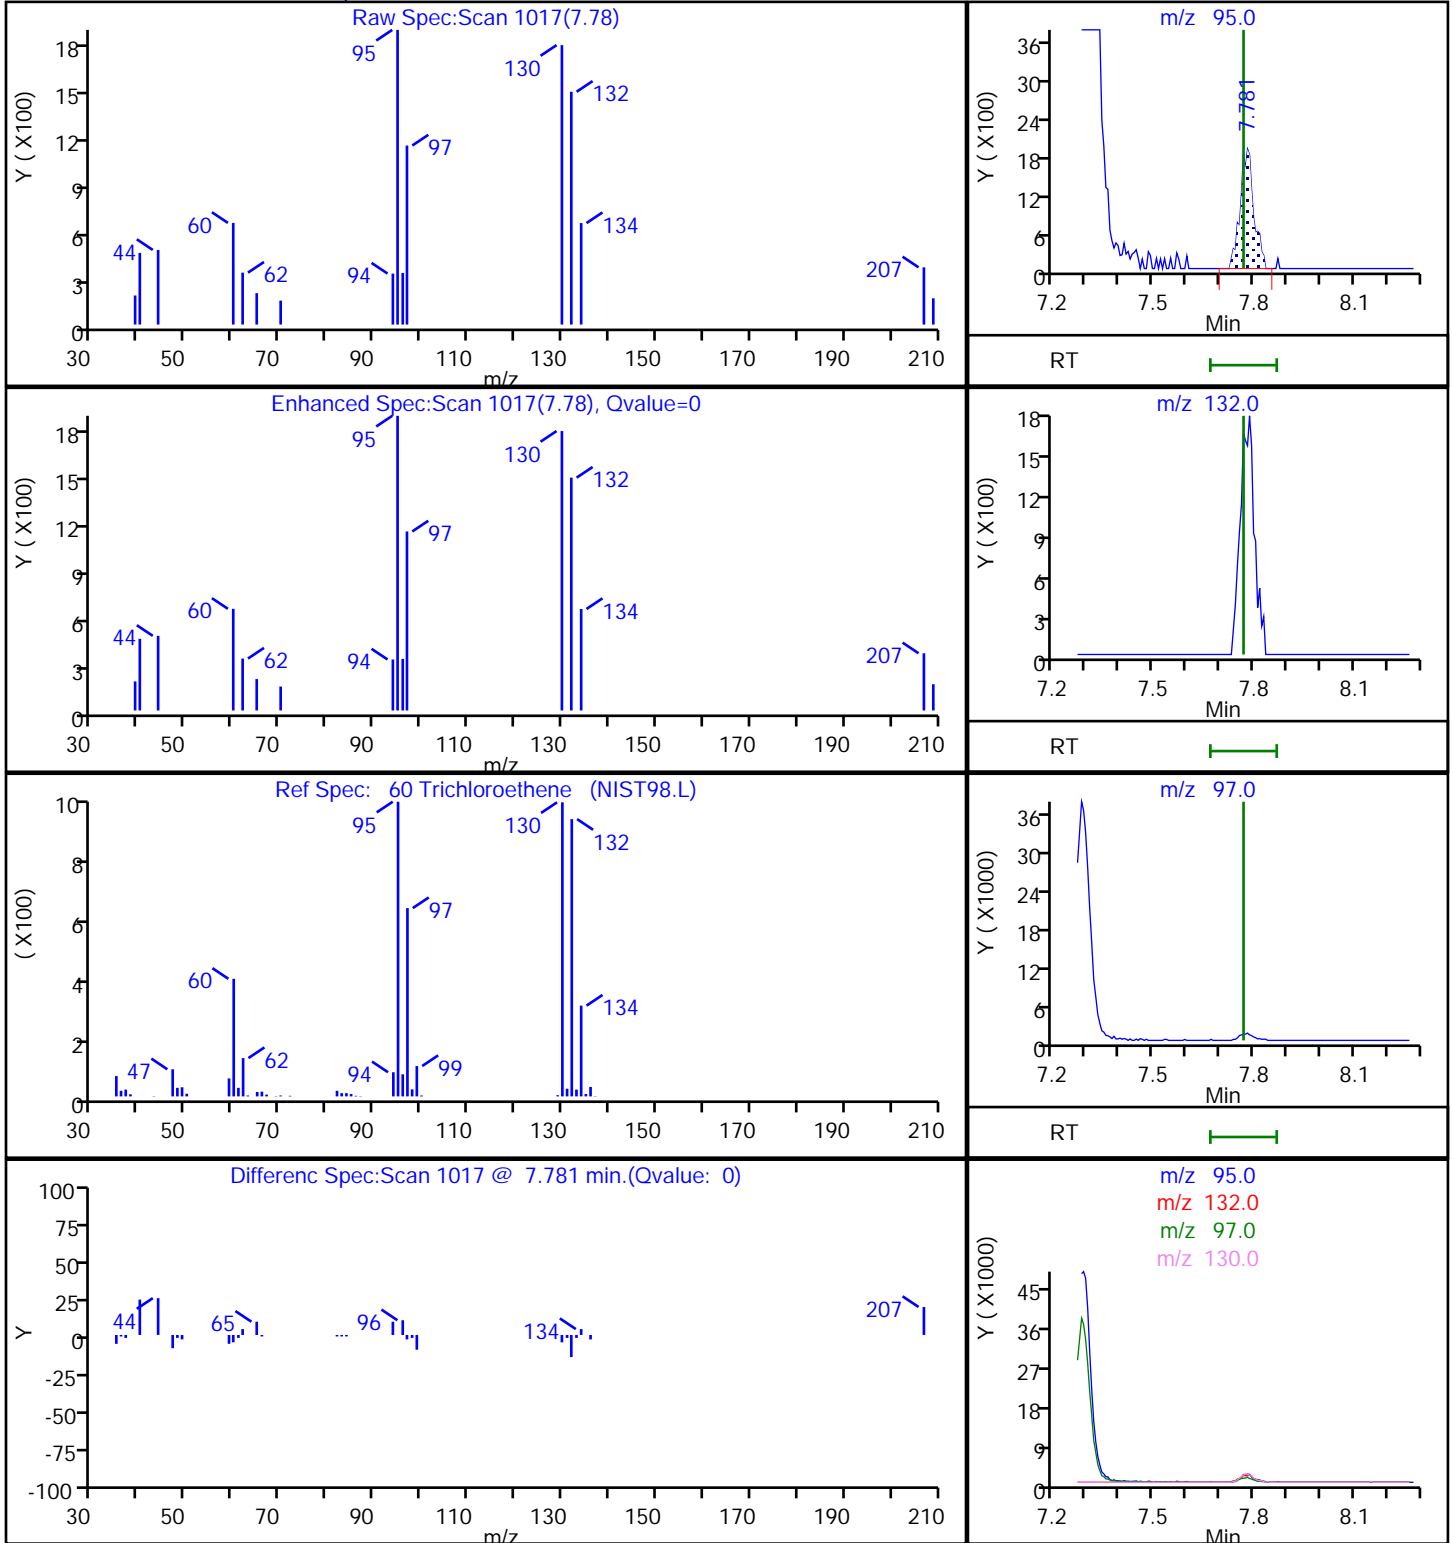 Raw Spec:Scan 1017(7.78)
Y ( X100)
18
15
12
9
6
3
0
95
130
132
97
60
134
44
62
94
207
30 50 70 90 110 130 150 170 190 210
m/z
m/z 95.0
Y ( X100)
36
30
24
18
12
6
0
7.781
7.2 7.5 7.8 8.1
Min
RT
Enhanced Spec:Scan 1017(7.78), Qvalue=0
Y ( X100)
18
15
12
9
6
3
0
95
130
132
97
60
134
44
62
94
207
30 50 70 90 110 130 150 170 190 210
m/z
m/z 132.0
Y ( X100)
18
15
12
9
6
3
0
7.2 7.5 7.8 8.1
Min
RT
Ref Spec: 60 Trichloroethene (NIST98.L)
( X100)
10
8
6
4
2
0
95
130
132
97
60
134
47
62
94
99
30 50 70 90 110 130 150 170 190 210
m/z 97.0
Y ( X1000)
36
30
24
18
12
6
0
7.2 7.5 7.8 8.1
Min
RT
Differenc Spec:Scan 1017 @ 7.781 min.(Qvalue: 0)
Y
100
75
50
25
0
-25
-50
-75
-100
44
65
96
134
207
30 50 70 90 110 130 150 170 190 210
m/z
m/z 95.0
m/z 132.0
m/z 97.0
m/z 130.0
Y ( X1000)
45
36
27
18
9
0
7.2 7.5 7.8 8.1
Min